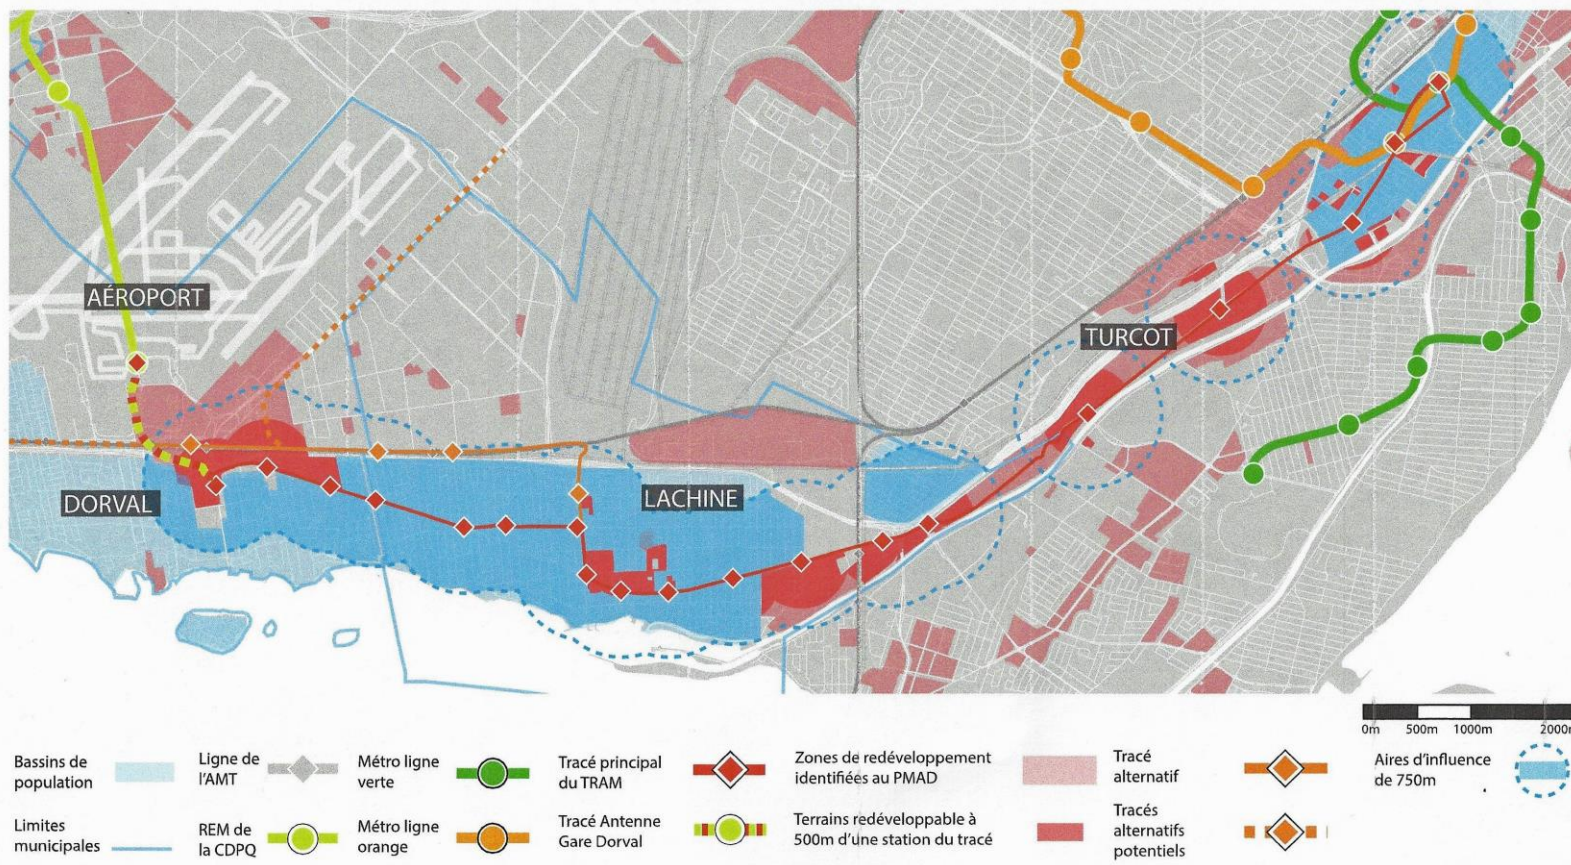 AÉROPORT
TURCOT
DORVAL
LACHINE
0m 500m 1000m 2000m
Bassins de
population
Ligne de
l'AMT
Métro ligne
verte
Tracé principal
du TRAM
Zones de redéveloppement
identifiées au PMAD
Tracé
alternatif
Aires d'influence
de 750m
Limites
municipales
REM de
la CDPQ
Métro ligne
orange
Tracé Antenne
Gare Dorval
Terrains redéveloppable à
500m d'une station du tracé
Tracés
alternatifs
potentiels